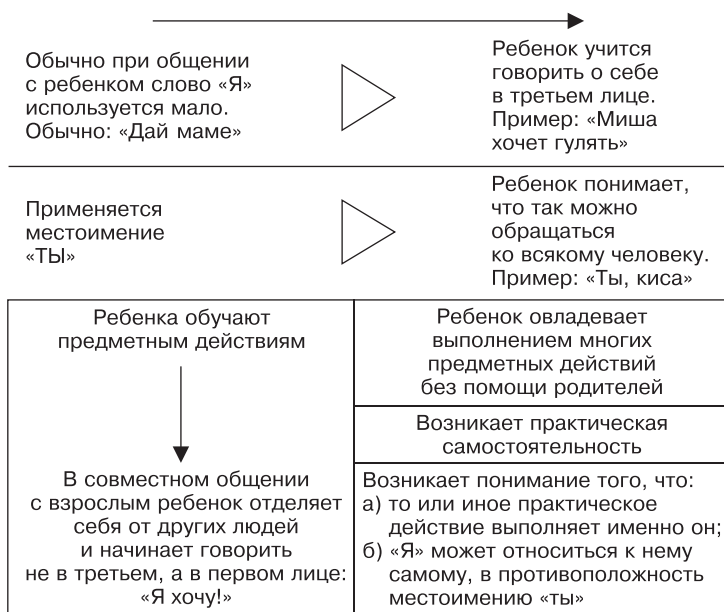 Обычно при общении
с ребенком слово «Я»
используется мало.
Обычно: «Дай маме»
Ребенок учится
говорить о себе
в третьем лице.
Пример: «Миша
хочет гулять»
Применяется
местоимение
«ТЫ»
Ребенок понимает,
что так можно
обращаться
ко всякому человеку.
Пример: «Ты, киса»
Ребенка обучают
предметным действиям
В совместном общении
с взрослым ребенок отделяет
себя от других людей
и начинает говорить
не в третьем, а в первом лице:
«Я хочу!»
Ребенок овладевает
выполнением многих
предметных действий
без помощи родителей
Возникает практическая
самостоятельность
Возникает понимание того, что:
а) то или иное практическое
действие выполняет именно он;
б) «Я» может относиться к нему
самому, в противоположность
местоимению «ты»